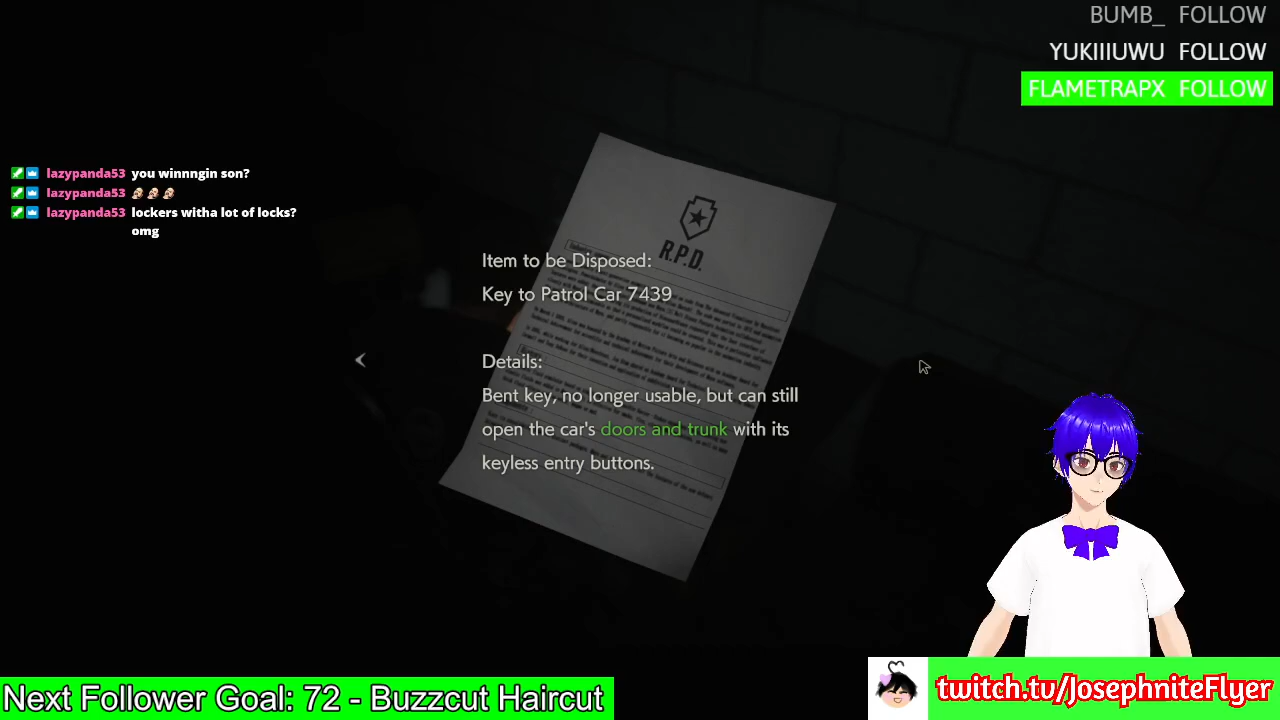 BUMB_ FOLLOW
YUKIIIUWU FOLLOW
FLAMETRAPX FOLLOW
lazypanda53 you winnngin son?
lazypanda53
lazypanda53 lockers witha lot of locks?
omg
R.P.D.
Item to be Disposed:
Key to Patrol Car 7439
Details:
Bent key, no longer usable, but can still
open the car's doors and trunk with its
keyless entry buttons.
Next Follower Goal: 72 - Buzzcut Haircut
twitch.tv/JosephniteFlyer